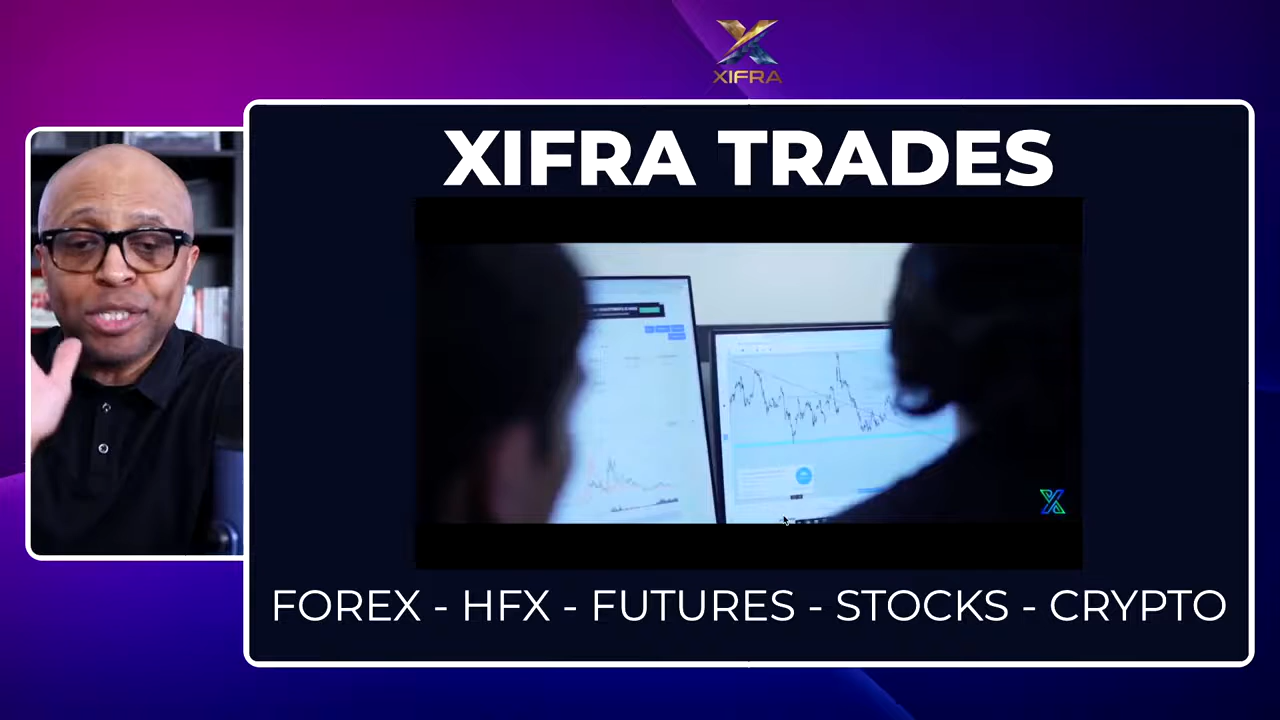 XIFRA
XIFRA TRADES
FOREX - HFX - FUTURES - STOCKS - CRYPTO